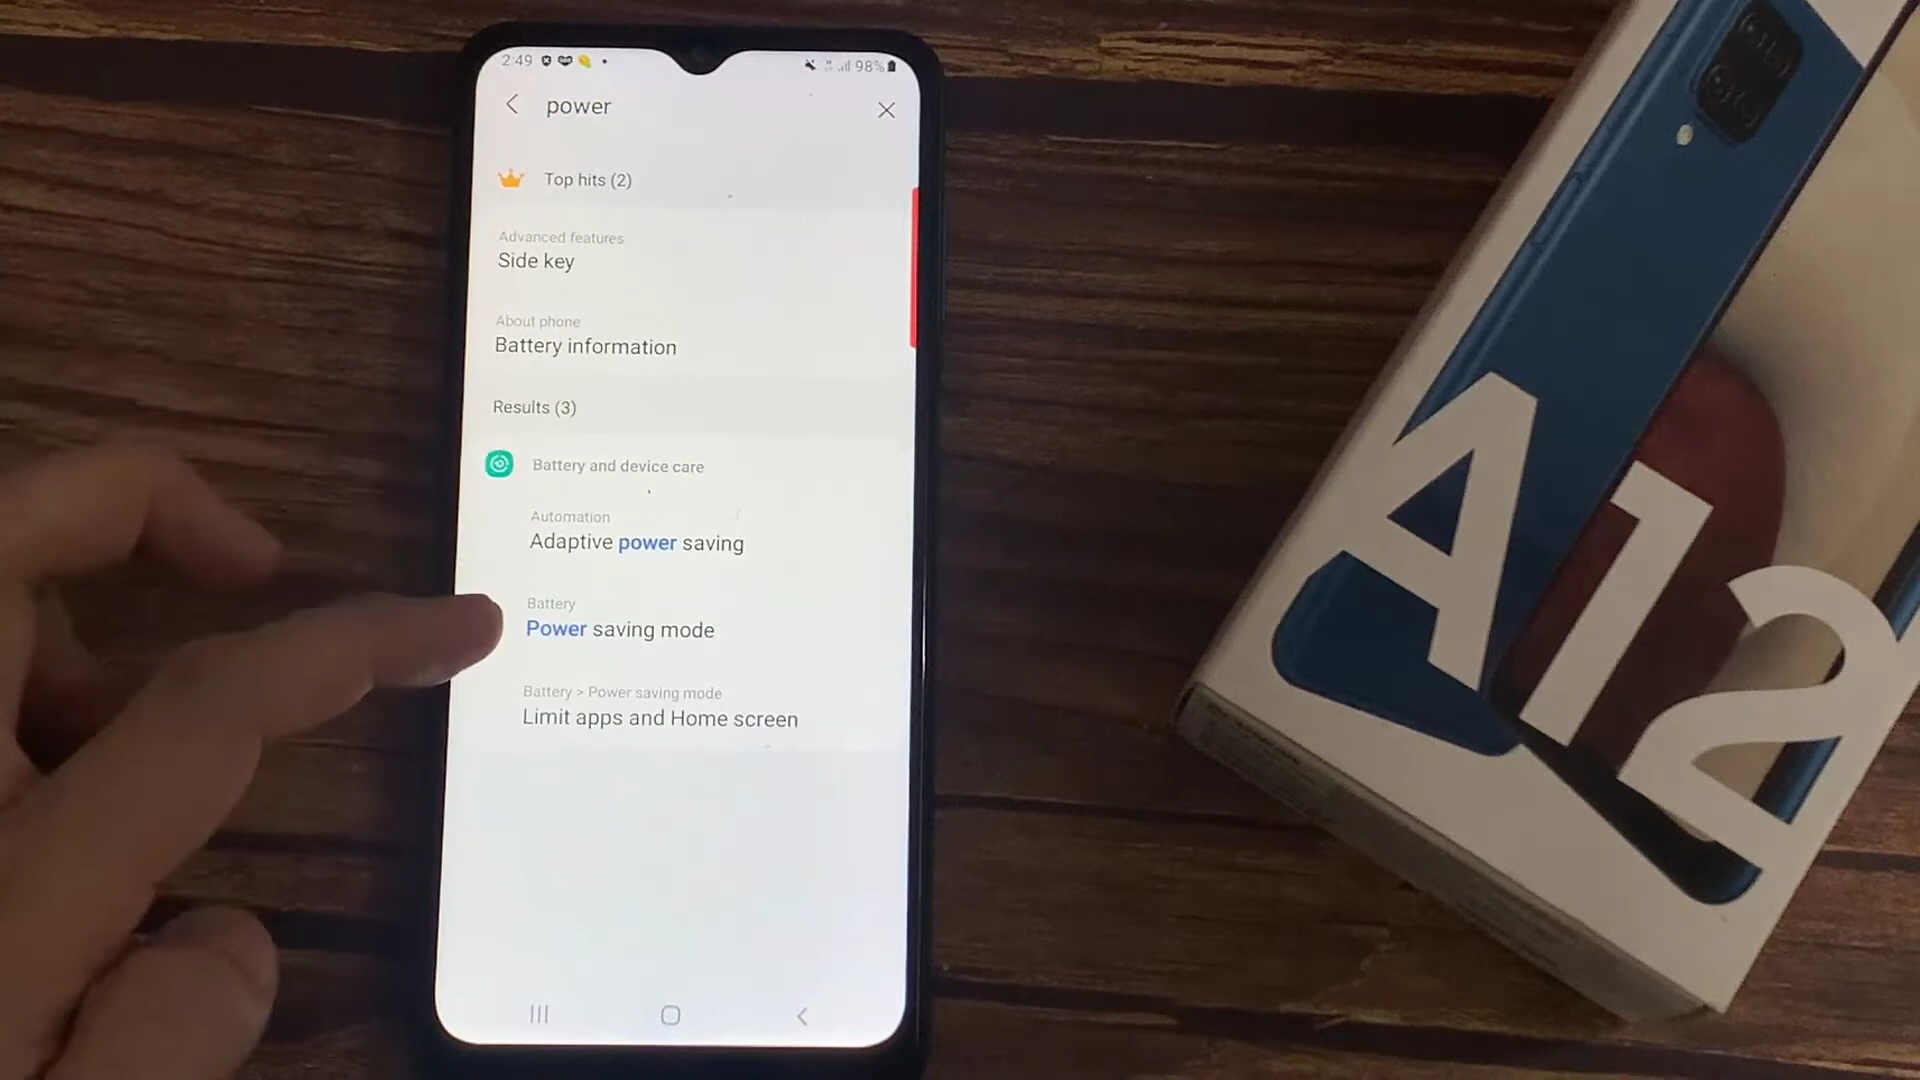 2:49
98%
power
Top hits (2)
Advanced features
Side key
About phone
Battery information
Results (3)
Battery and device care
Automation
Adaptive power saving
Battery
Power saving mode
Battery > Power saving mode
Limit apps and Home screen
A12